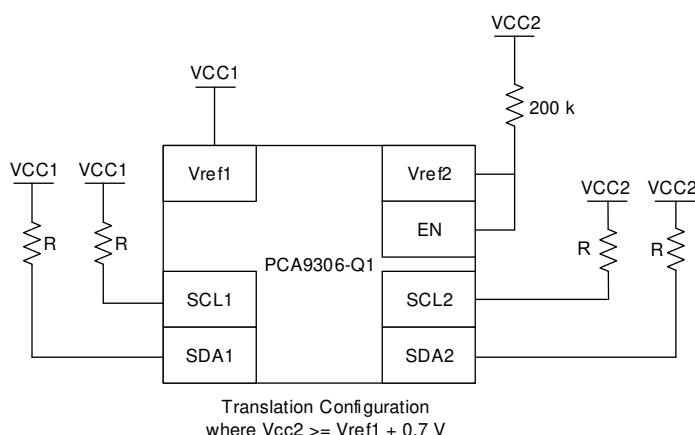 VCC2
VCC1
200 k
VCC1 VCC1
Vref1 Vref2
VCC2 VCC2
EN
R R R R
PCA9306-Q1
SCL1 SCL2
SDA1 SDA2
Translation Configuration
where Vcc2 >= Vref1 + 0.7 V